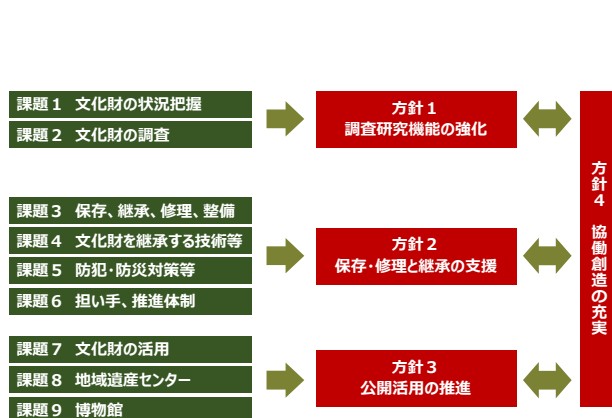 課題１ 文化財の状況把握
課題２ 文化財の調査
方針１
調査研究機能の強化
課題３ 保存、継承、修理、整備
課題４ 文化財を継承する技術等
課題５ 防犯・防災対策等
課題６ 担い手、推進体制
方針２
保存・修理と継承の支援
課題７ 文化財の活用
課題８ 地域遺産センター
課題９ 博物館
方針３
公開活用の推進
方針４ 協働創造の充実